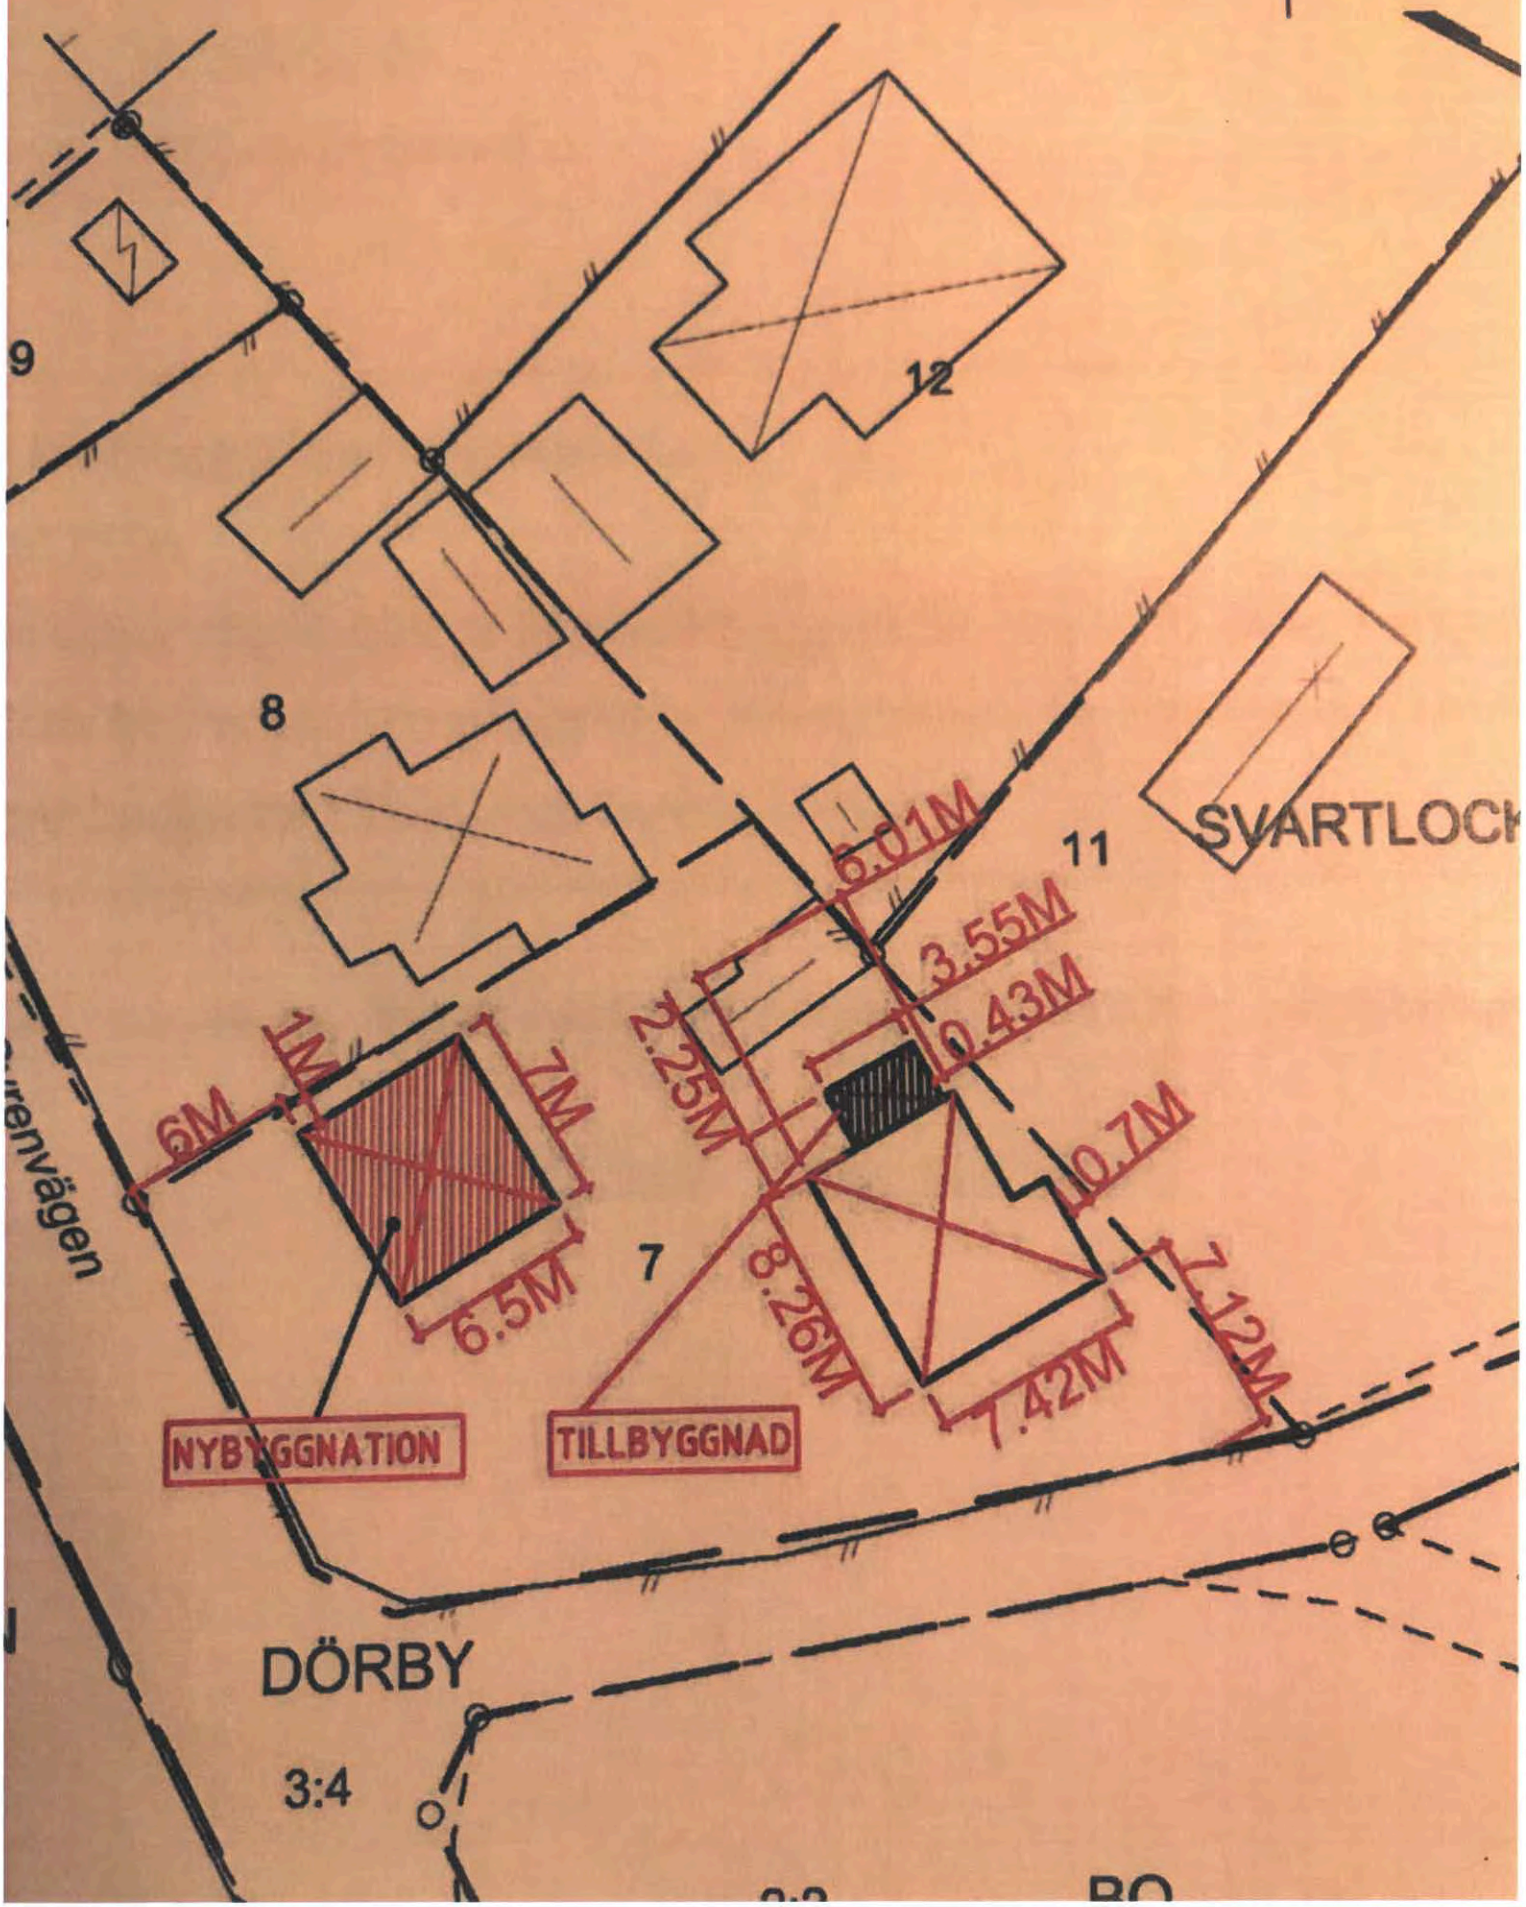 9
12
8
6.01M
11
SVARTLOCK
3.55M
0.43M
2.25M
1M
7M
6M
0.7M
7
8.26M
6.5M
7.42M
7.12M
NYBYGGNATION
TILLBYGGNAD
DÖRBY
3:4